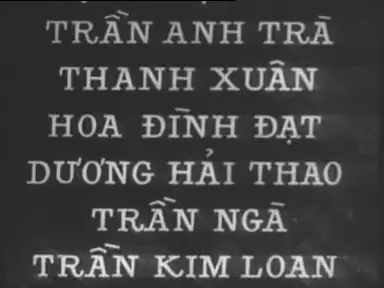 TRẦN ANH TRÀ
THANH XUÂN
HOA ĐÌNH ĐẠT
DƯƠNG HẢI THAO
TRẦN NGÀ
TRẦN KIM LOAN